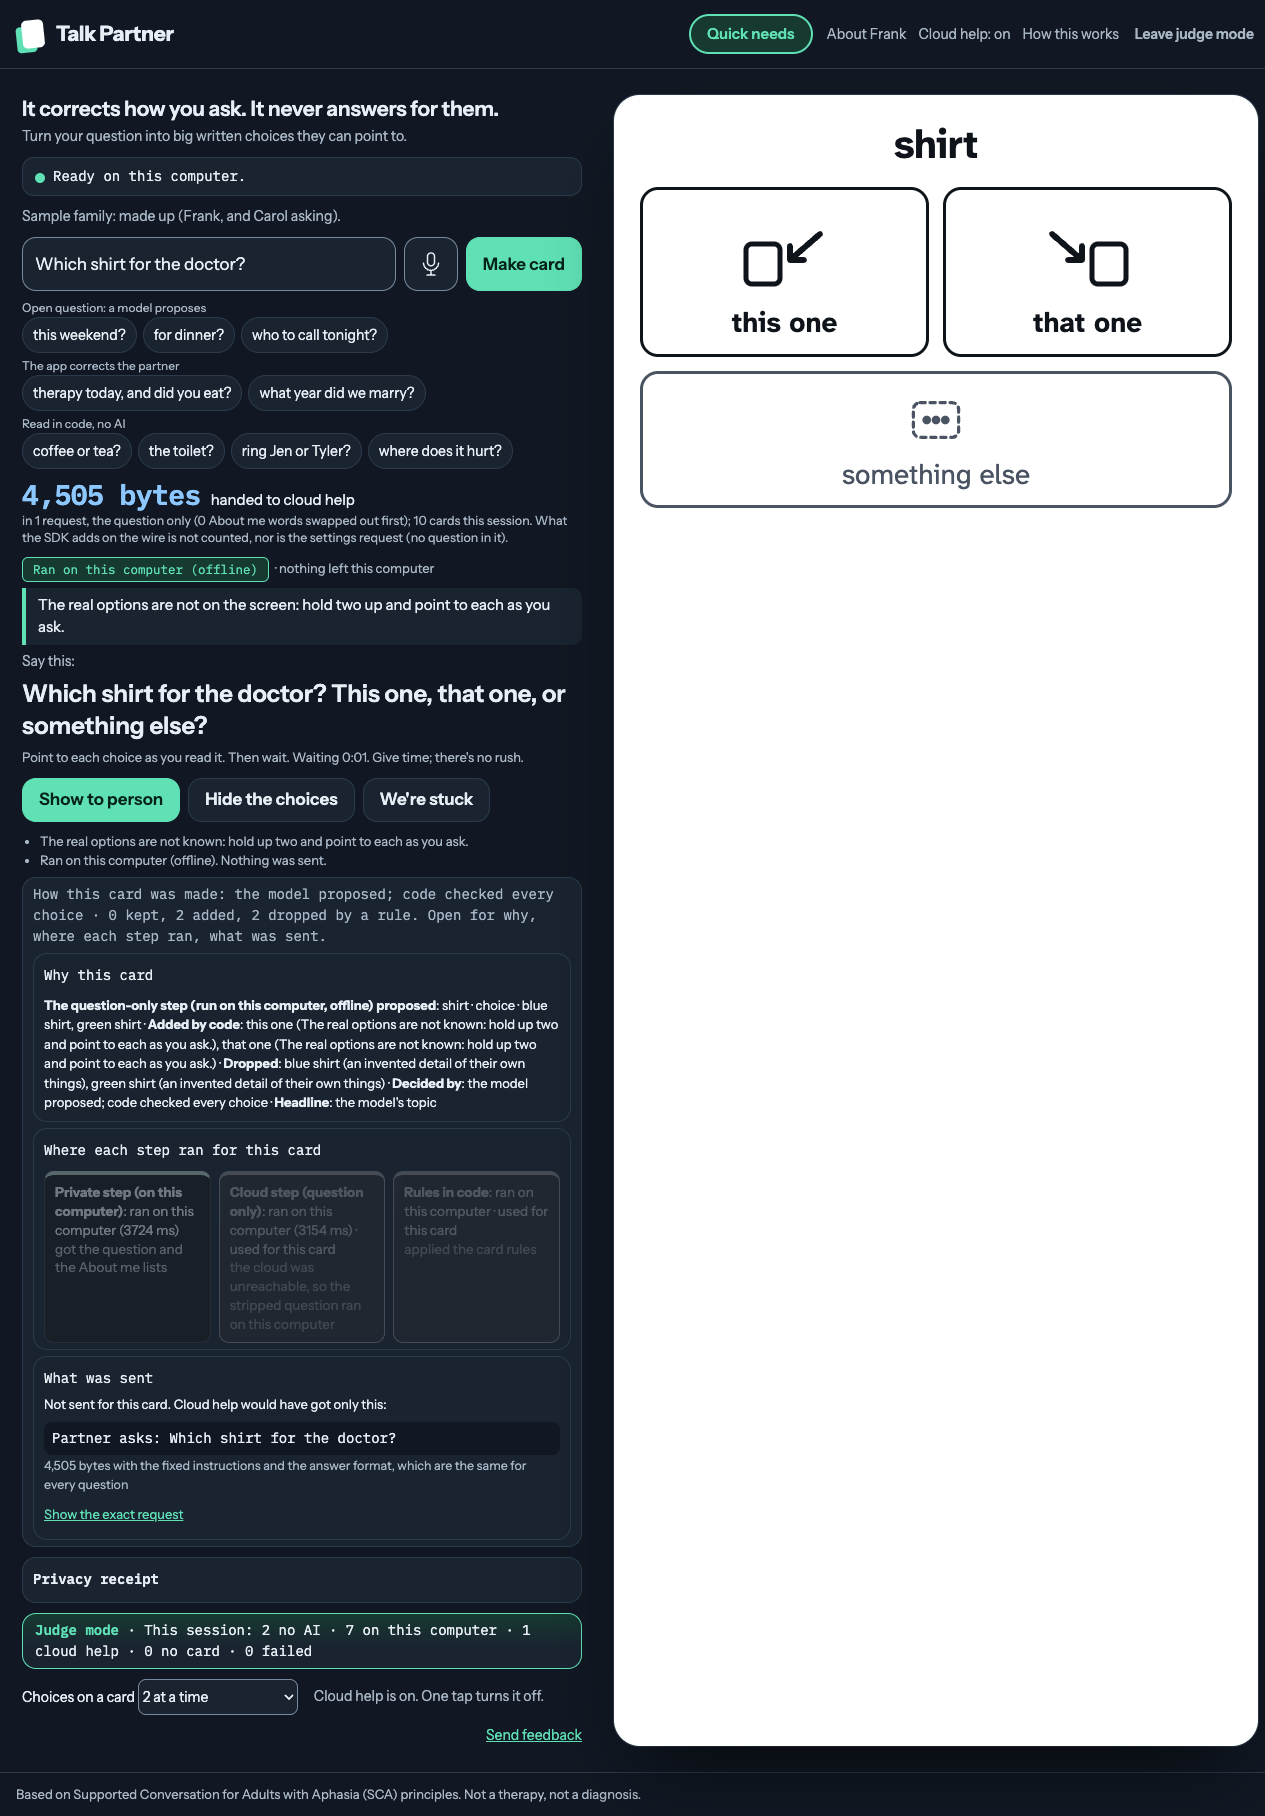 Talk Partner
Quick needs
About Frank
Cloud help: on
How this works
Leave judge mode
It corrects how you ask. It never answers for them.
Turn your question into big written choices they can point to.
Ready on this computer.
Sample family: made up (Frank, and Carol asking).
Which shirt for the doctor?
Make card
Open question: a model proposes
this weekend?
for dinner?
who to call tonight?
The app corrects the partner
therapy today, and did you eat?
what year did we marry?
Read in code, no AI
coffee or tea?
the toilet?
ring Jen or Tyler?
where does it hurt?
4,505 bytes handed to cloud help
in 1 request, the question only (0 About me words swapped out first); 10 cards this session. What
the SDK adds on the wire is not counted, nor is the settings request (no question in it).
Ran on this computer (offline) · nothing left this computer
The real options are not on the screen: hold two up and point to each as you
ask.
Say this:
Which shirt for the doctor? This one, that one, or
something else?
Point to each choice as you read it. Then wait. Waiting 0:01. Give time; there's no rush.
Show to person
Hide the choices
We're stuck
• The real options are not known: hold up two and point to each as you ask.
• Ran on this computer (offline). Nothing was sent.
How this card was made: the model proposed; code checked every
choice · 0 kept, 2 added, 2 dropped by a rule. Open for why,
where each step ran, what was sent.
Why this card
The question-only step (run on this computer, offline) proposed: shirt · choice · blue
shirt, green shirt · Added by code: this one (The real options are not known: hold up two
and point to each as you ask.), that one (The real options are not known: hold up two
and point to each as you ask.) · Dropped: blue shirt (an invented detail of their own
things), green shirt (an invented detail of their own things) · Decided by: the model
proposed; code checked every choice · Headline: the model's topic
Where each step ran for this card
Private step (on this
computer): ran on this
computer (3724 ms)
got the question and
the About me lists
Cloud step (question
only): ran on this
computer (3154 ms) ·
used for this card
the cloud was
unreachable, so the
stripped question ran
on this computer
Rules in code: ran on
this computer · used for
this card
applied the card rules
What was sent
Not sent for this card. Cloud help would have got only this:
Partner asks: Which shirt for the doctor?
4,505 bytes with the fixed instructions and the answer format, which are the same for
every question
Show the exact request
Privacy receipt
Judge mode · This session: 2 no AI · 7 on this computer · 1
cloud help · 0 no card · 0 failed
Choices on a card
2 at a time
Cloud help is on. One tap turns it off.
Send feedback
shirt
this one
that one
something else
Based on Supported Conversation for Adults with Aphasia (SCA) principles. Not a therapy, not a diagnosis.